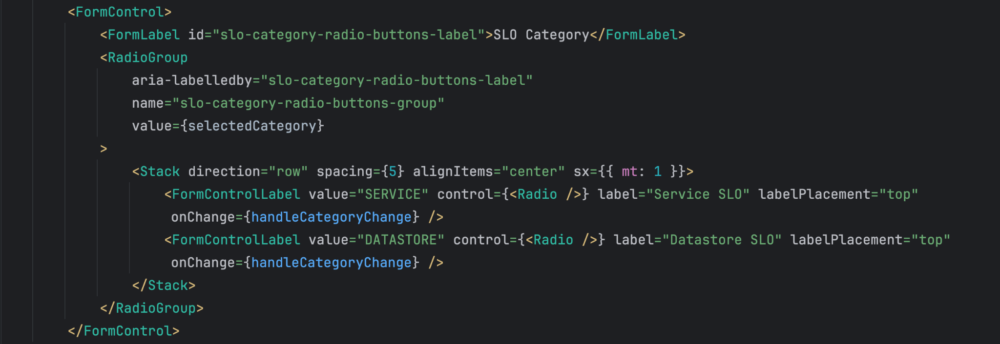 <FormControl>
<FormLabel id="slo-category-radio-buttons-label">SLO Category</FormLabel>
<RadioGroup
aria-labelledby="slo-category-radio-buttons-label"
name="slo-category-radio-buttons-group"
value={selectedCategory}
>
<Stack direction="row" spacing={5} alignItems="center" sx={{ mt: 1 }}>
<FormControlLabel value="SERVICE" control={<Radio />} label="Service SLO" labelPlacement="top"
onChange={handleCategoryChange} />
<FormControlLabel value="DATASTORE" control={<Radio />} label="Datastore SLO" labelPlacement="top"
onChange={handleCategoryChange} />
</Stack>
</RadioGroup>
</FormControl>